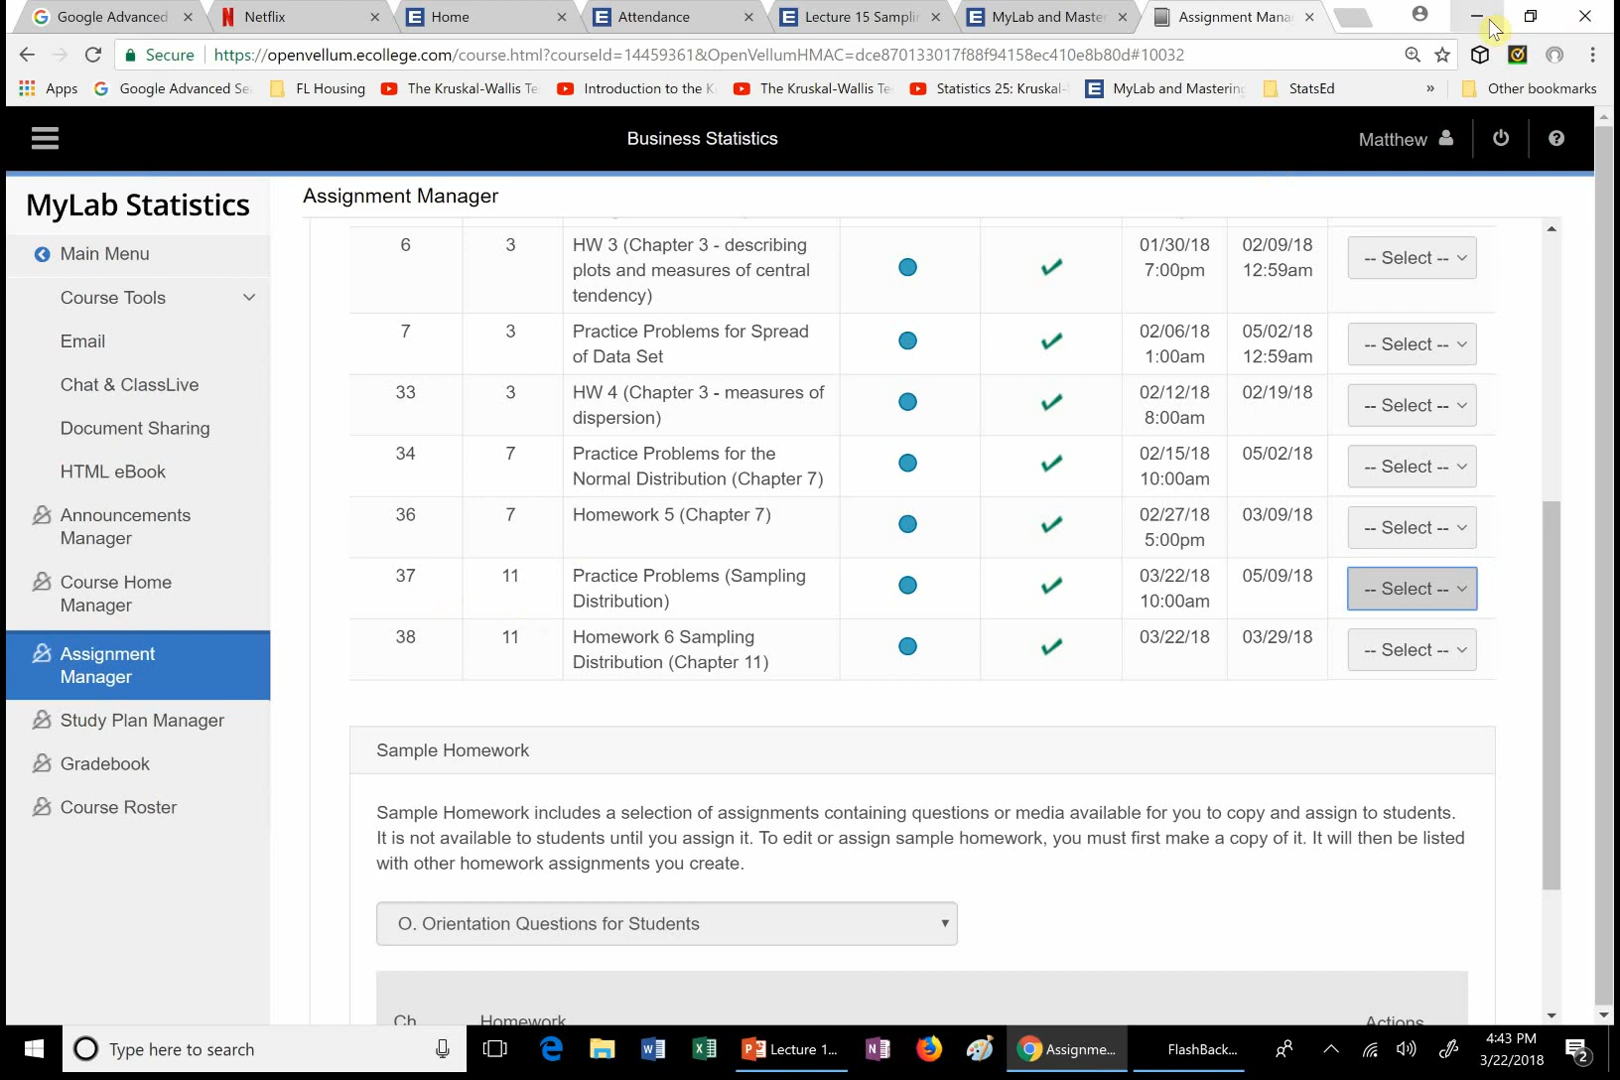 Google Advanced
Netflix
Home
Attendance
Lecture 15 Sampli
MyLab and Maste
Assignment Mana
Secure
https://openvellum.ecollege.com/course.html?courseId=14459361&OpenVellumHMAC=dce870133017f88f94158ec410e8b80d#10032
Apps
Google Advanced Se
FL Housing
The Kruskal-Wallis Te
Introduction to the K
The Kruskal-Wallis Te
Statistics 25: Kruskal-
MyLab and Mastering
StatsEd
»
Other bookmarks
Business Statistics
Matthew
MyLab Statistics
Main Menu
Course Tools
Email
Chat & ClassLive
Document Sharing
HTML eBook
Announcements
Manager
Course Home
Manager
Assignment
Manager
Study Plan Manager
Gradebook
Course Roster
Assignment Manager
6 3 HW 3 (Chapter 3 - describing 01/30/18 02/09/18 -- Select --
plots and measures of central 7:00pm 12:59am
tendency)
7 3 Practice Problems for Spread 02/06/18 05/02/18 -- Select --
of Data Set 1:00am 12:59am
33 3 HW 4 (Chapter 3 - measures of 02/12/18 02/19/18 -- Select --
dispersion) 8:00am
34 7 Practice Problems for the 02/15/18 05/02/18 -- Select --
Normal Distribution (Chapter 7) 10:00am
36 7 Homework 5 (Chapter 7) 02/27/18 03/09/18 -- Select --
5:00pm
37 11 Practice Problems (Sampling 03/22/18 05/09/18 -- Select --
Distribution) 10:00am
38 11 Homework 6 Sampling 03/22/18 03/29/18 -- Select --
Distribution (Chapter 11)
Sample Homework
Sample Homework includes a selection of assignments containing questions or media available for you to copy and assign to students.
It is not available to students until you assign it. To edit or assign sample homework, you must first make a copy of it. It will then be listed
with other homework assignments you create.
O. Orientation Questions for Students
Ch. Homework Actions
Type here to search
Lecture 1...
Assignme...
FlashBack...
4:43 PM
3/22/2018
2